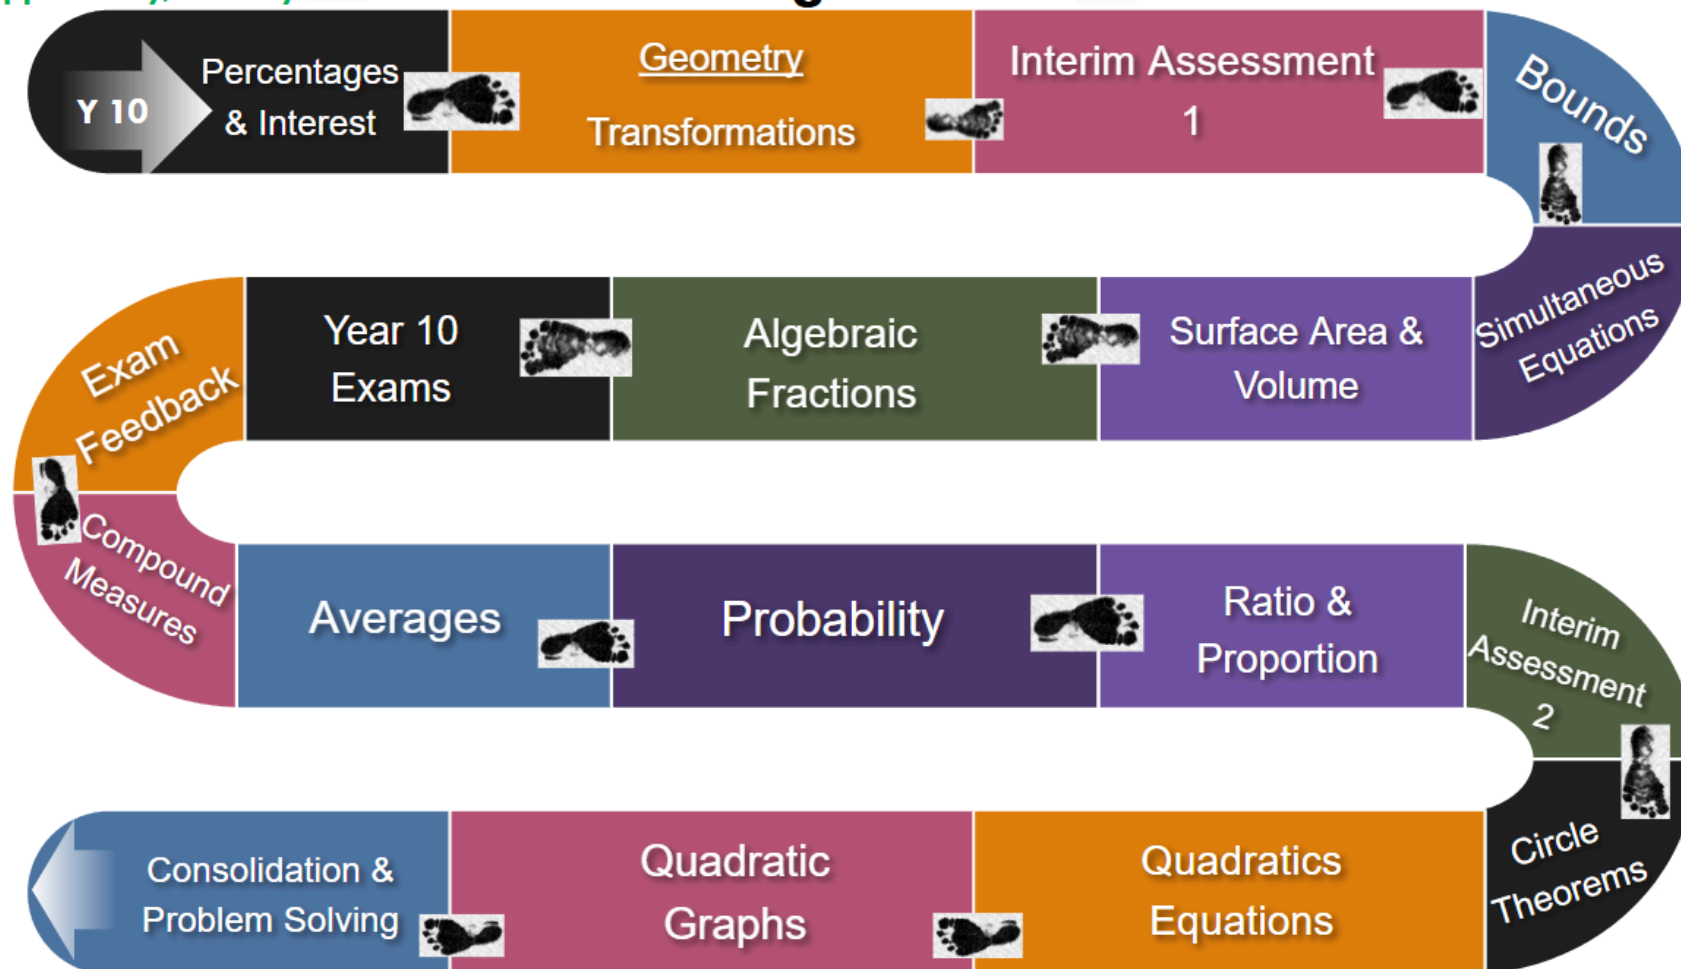 Y 10
Percentages
& Interest
Geometry
Transformations
Interim Assessment
1
Bounds
Simultaneous
Equations
Surface Area &
Volume
Algebraic
Fractions
Year 10
Exams
Exam
Feedback
Compound
Measures
Averages
Probability
Ratio &
Proportion
Interim
Assessment
2
Circle
Theorems
Quadratics
Equations
Quadratic
Graphs
Consolidation &
Problem Solving